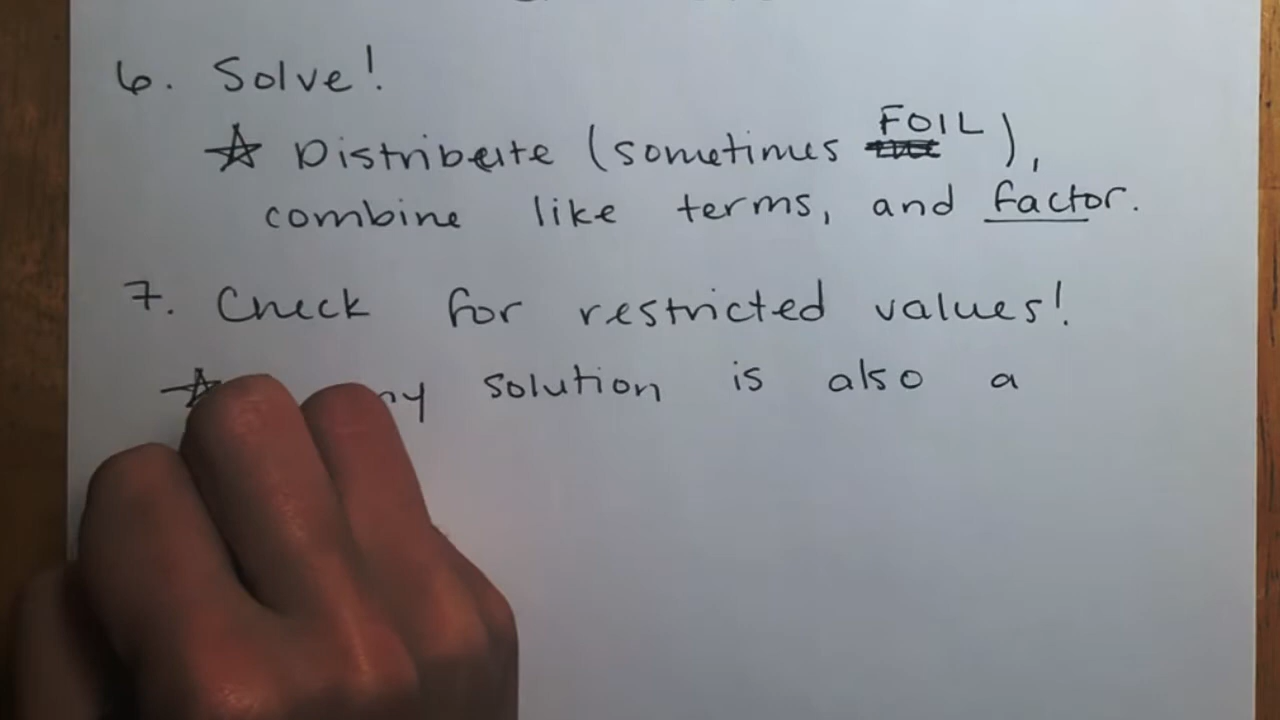 6. Solve!
☆ Distribute (sometimes FOIL),
combine like terms, and factor.
7. Check for restricted values!
☆ solution is also a